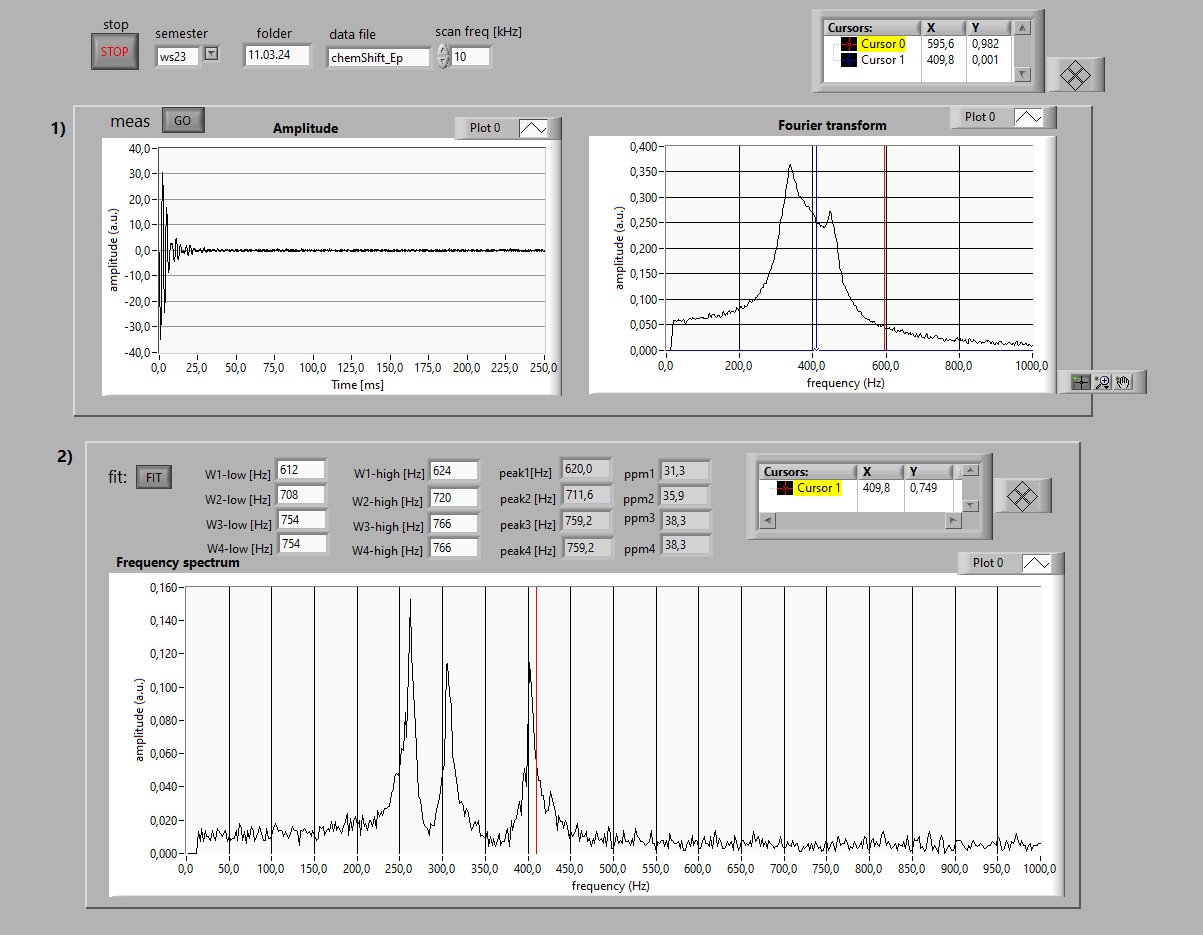 stop
STOP
semester
ws23
folder
11.03.24
data file
chemShift_Ep
scan freq [kHz]
10
Cursors: X Y
Cursor 0 595,6 0,982
Cursor 1 409,8 0,001
1)
meas GO
Amplitude
Plot 0
40,0
30,0
20,0
10,0
0,0
-10,0
-20,0
-30,0
-40,0
amplitude (a.u.)
0,0 25,0 50,0 75,0 100,0 125,0 150,0 175,0 200,0 225,0 250,0
Time [ms]
Fourier transform
Plot 0
0,400
0,350
0,300
0,250
0,200
0,150
0,100
0,050
0,000
amplitude (a.u.)
0,0 200,0 400,0 600,0 800,0 1000,0
frequency (Hz)
2)
fit: FIT
W1-low [Hz] 612 W1-high [Hz] 624 peak1[Hz] 620,0 ppm1 31,3
W2-low [Hz] 708 W2-high [Hz] 720 peak2 [Hz] 711,6 ppm2 35,9
W3-low [Hz] 754 W3-high [Hz] 766 peak3 [Hz] 759,2 ppm3 38,3
W4-low [Hz] 754 W4-high [Hz] 766 peak4 [Hz] 759,2 ppm4 38,3
Cursors: X Y
Cursor 1 409,8 0,749
Frequency spectrum
Plot 0
0,160
0,140
0,120
0,100
0,080
0,060
0,040
0,020
0,000
amplitude (a.u.)
0,0 50,0 100,0 150,0 200,0 250,0 300,0 350,0 400,0 450,0 500,0 550,0 600,0 650,0 700,0 750,0 800,0 850,0 900,0 950,0 1000,0
frequency (Hz)